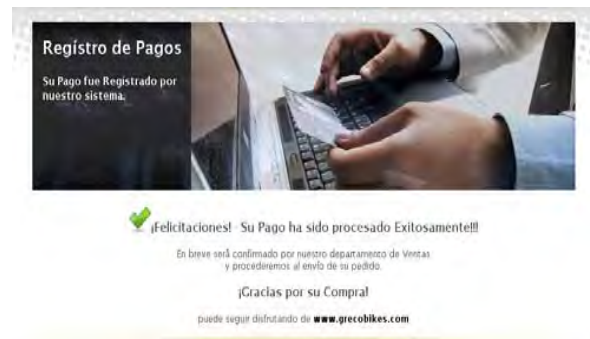 Registro de Pagos
Su Pago fue Registrado por
nuestro sistema.
¡Felicitaciones! - Su Pago ha sido procesado Exitosamente!!!
En breve será confirmado por nuestro departamento de Ventas
y procederemos al envío de su pedido.
¡Gracias por su Compra!
puede seguir disfrutando de www.grecobikes.com